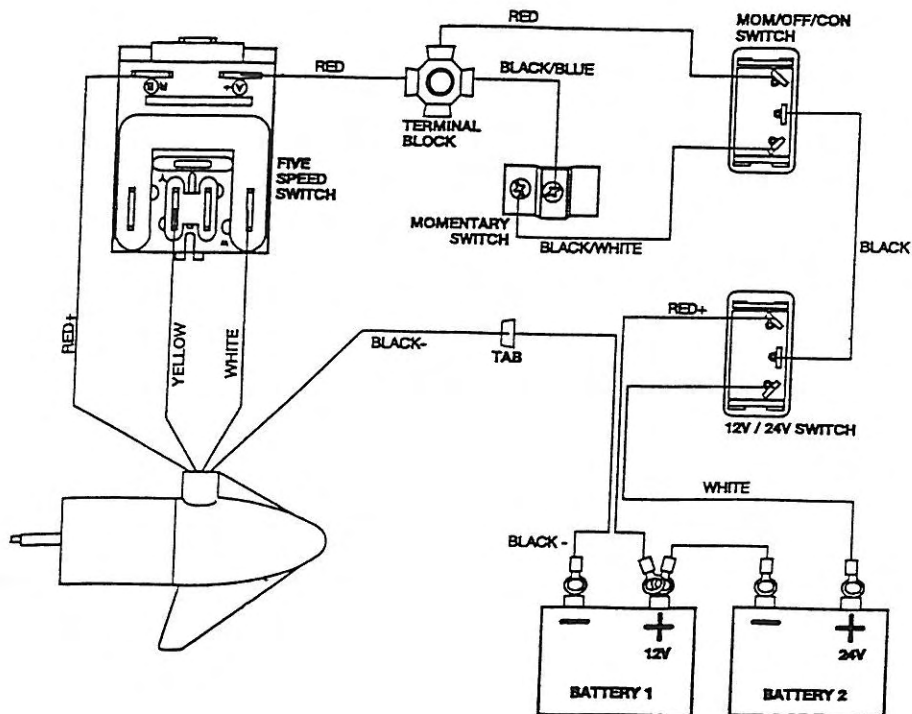 RED
MOM/OFF/CON
SWITCH
RED
BLACK/BLUE
TERMINAL
BLOCK
FIVE
SPEED
SWITCH
MOMENTARY
SWITCH
BLACK/WHITE
BLACK
RED+
RED+
YELLOW
WHITE
BLACK-
TAB
12V / 24V SWITCH
WHITE
BLACK -
12V
24V
BATTERY 1
BATTERY 2